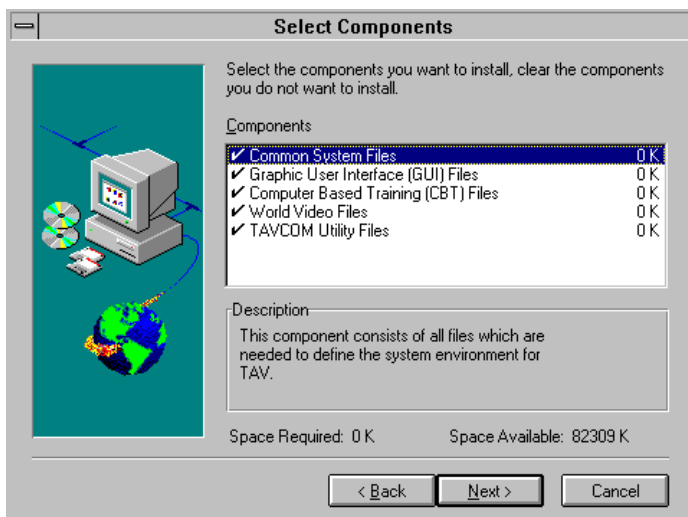 Select Components
Select the components you want to install, clear the components
you do not want to install.
Components
✔ Common System Files 0 K
✔ Graphic User Interface (GUI) Files 0 K
✔ Computer Based Training (CBT) Files 0 K
✔ World Video Files 0 K
✔ TAVCOM Utility Files 0 K
Description
This component consists of all files which are
needed to define the system environment for
TAV.
Space Required: 0 K Space Available: 82309 K
< Back Next > Cancel